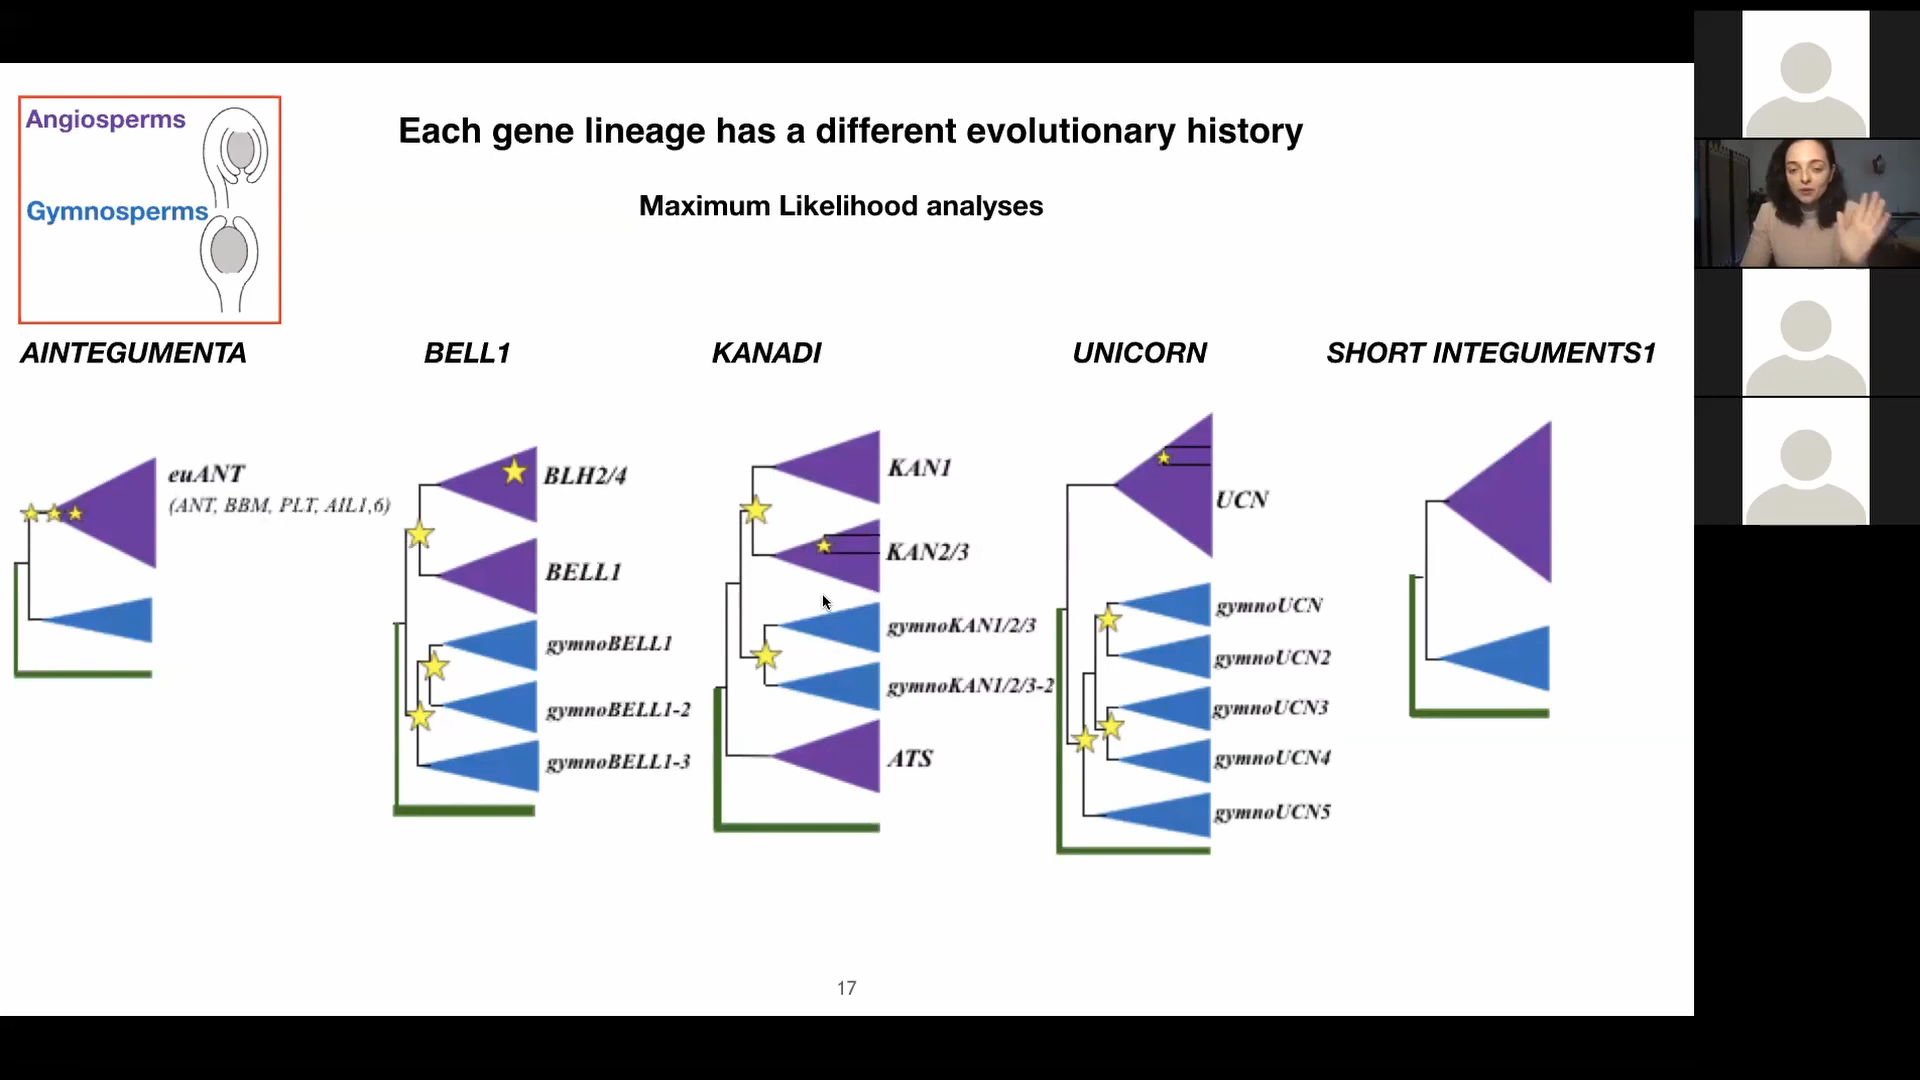 Angiosperms
Gymnosperms
Each gene lineage has a different evolutionary history
Maximum Likelihood analyses
AINTEGUMENTA
BELL1
KANADI
UNICORN
SHORT INTEGUMENTS1
euANT
(ANT, BBM, PLT, AIL1,6)
BLH2/4
BELL1
gymnoBELL1
gymnoBELL1-2
gymnoBELL1-3
KAN1
KAN2/3
gymnoKAN1/2/3
gymnoKAN1/2/3-2
ATS
UCN
gymnoUCN
gymnoUCN2
gymnoUCN3
gymnoUCN4
gymnoUCN5
17